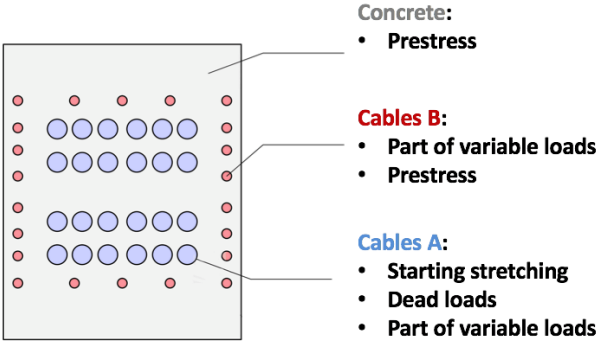 Concrete:
• Prestress
Cables B:
• Part of variable loads
• Prestress
Cables A:
• Starting stretching
• Dead loads
• Part of variable loads